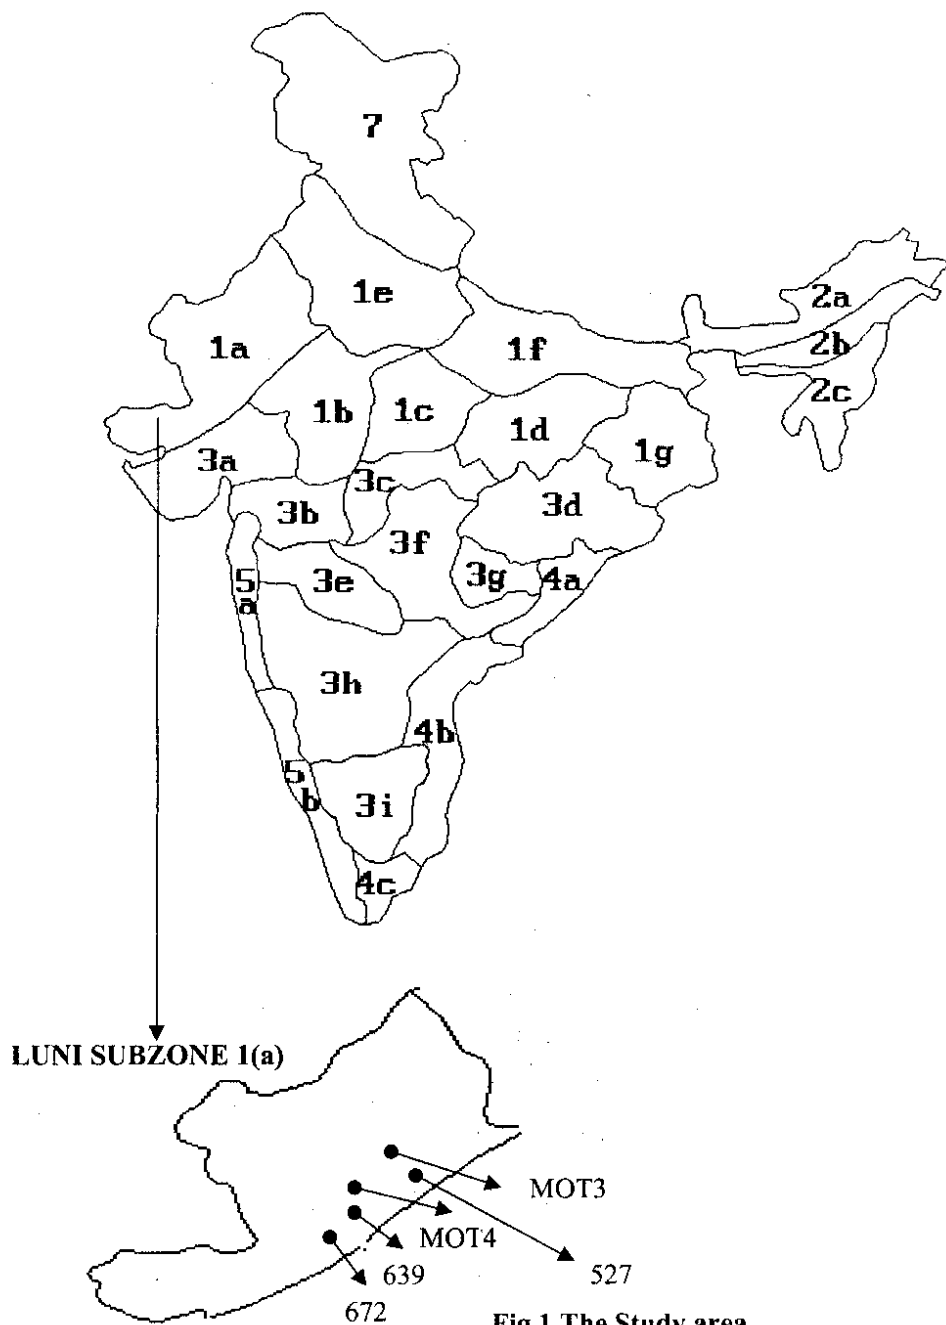 7
1e
2a
1a
1f
2b
2c
1b
1c
1d
1g
3a
3c
3b
3d
3f
3g
4a
3e
5
a
3h
4b
5
b
3i
4c
LUNI SUBZONE 1(a)
MOT3
MOT4
639
527
672
Fig 1 The Study area